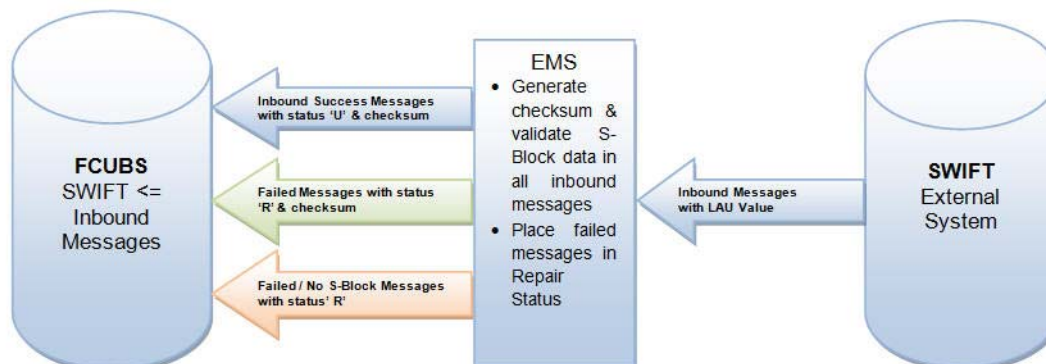 FCUBS
SWIFT <=
Inbound
Messages
Inbound Success Messages
with status ‘U’ & checksum
Failed Messages with status
‘R’ & checksum
Failed / No S-Block Messages
with status’ R’
EMS
• Generate
checksum &
validate S-
Block data in
all inbound
messages
• Place failed
messages in
Repair
Status
Inbound Messages
with LAU Value
SWIFT
External
System